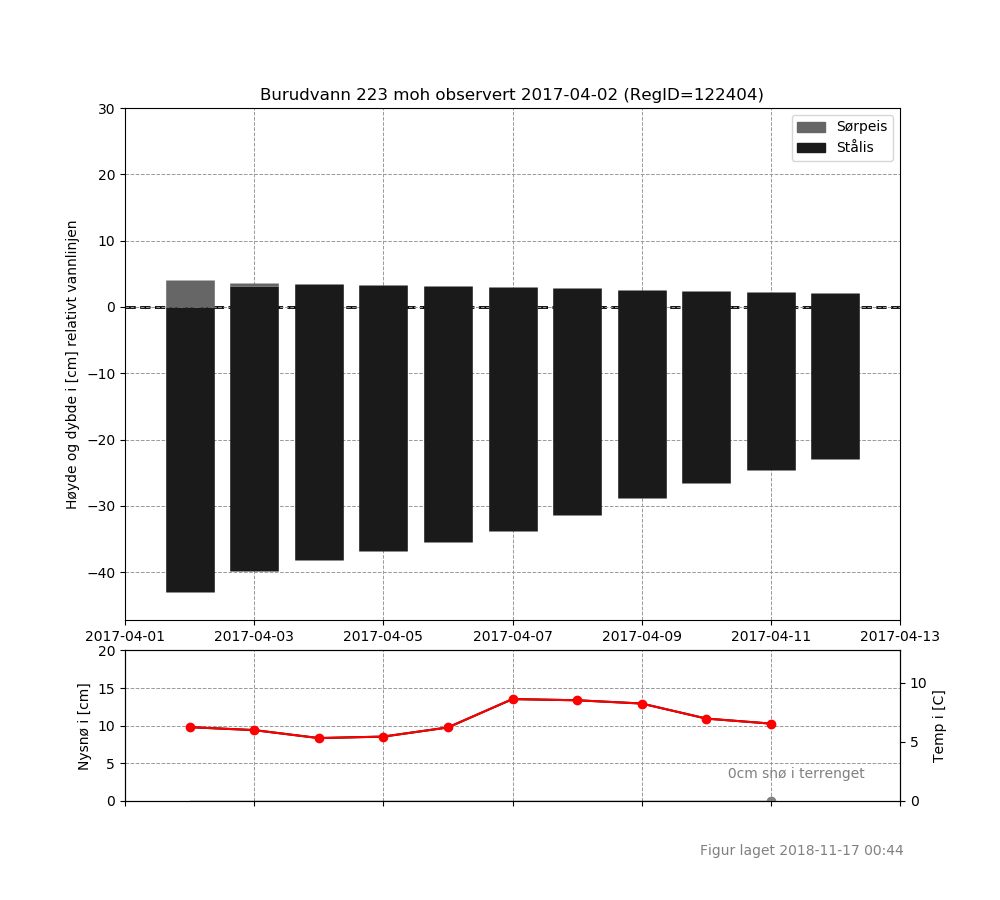 Burudvann 223 moh observert 2017-04-02 (RegID=122404)
Sørpeis
Stålis
Høyde og dybde i [cm] relativt vannlinjen
30
20
10
0
−10
−20
−30
−40
2017-04-01 2017-04-03 2017-04-05 2017-04-07 2017-04-09 2017-04-11 2017-04-13
Nysnø i [cm]
20
15
10
5
0
10
5
0
Temp i [C]
0cm snø i terrenget
Figur laget 2018-11-17 00:44